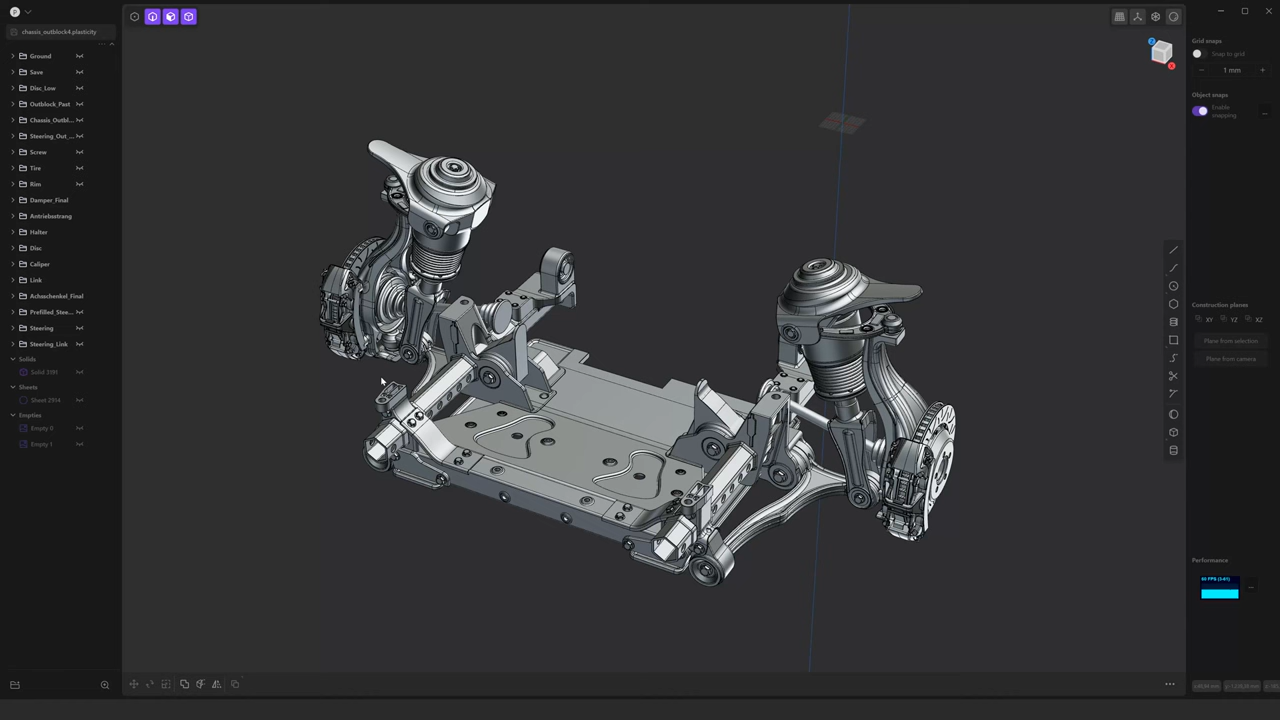 P
chassis_outblock4.plasticity
Ground
Save
Disc_Low
Outblock_Past
Chassis_Outbl...
Steering_Out_...
Screw
Tire
Rim
Damper_Final
Antriebsstrang
Halter
Disc
Caliper
Link
Achsschenkel_Final
Prefilled_Stee...
Steering
Steering_Link
Solids
Solid 3191
Sheets
Sheet 2914
Empties
Empty 0
Empty 1
Z
X
Grid snaps
Snap to grid
1 mm
Object snaps
Enable
snapping
Construction planes
XY YZ XZ
Plane from selection
Plane from camera
Performance